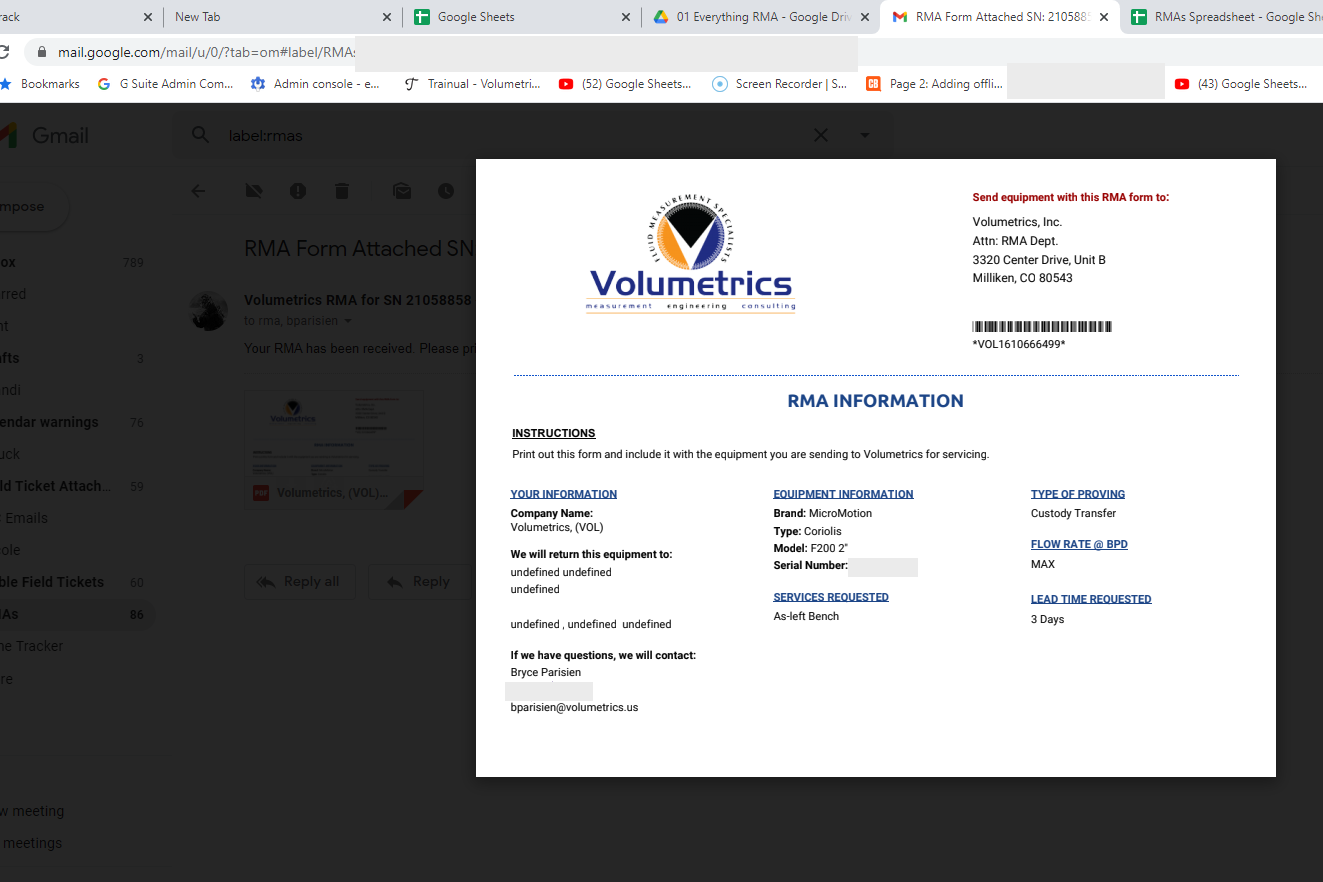 rack
New Tab
Google Sheets
01 Everything RMA - Google Driv
RMA Form Attached SN: 2105885
RMAs Spreadsheet - Google She
mail.google.com/mail/u/0/?tab=om#label/RMAs
Bookmarks
G Suite Admin Com...
Admin console - e...
Trainual - Volumetri...
(52) Google Sheets...
Screen Recorder | S...
Page 2: Adding offli...
(43) Google Sheets...
Gmail
label:rmas
mpose
ox 789
rred
nt
afts 3
ndi
endar warnings 76
uck
ld Ticket Attach... 59
Emails
ole
ble Field Tickets 60
As 86
ne Tracker
re
w meeting
meetings
RMA Form Attached SN
Volumetrics RMA for SN 21058858
to rma, bparisien
Your RMA has been received. Please pri
Volumetrics
PDF
Volumetrics, (VOL)...
Reply all
Reply
FLUID MEASUREMENT SPECIALISTS
Volumetrics
measurement engineering consulting
Send equipment with this RMA form to:
Volumetrics, Inc.
Attn: RMA Dept.
3320 Center Drive, Unit B
Milliken, CO 80543
*VOL1610666499*
RMA INFORMATION
INSTRUCTIONS
Print out this form and include it with the equipment you are sending to Volumetrics for servicing.
YOUR INFORMATION
Company Name:
Volumetrics, (VOL)
We will return this equipment to:
undefined undefined
undefined
undefined , undefined undefined
If we have questions, we will contact:
Bryce Parisien
bparisien@volumetrics.us
EQUIPMENT INFORMATION
Brand: MicroMotion
Type: Coriolis
Model: F200 2"
Serial Number:
SERVICES REQUESTED
As-left Bench
TYPE OF PROVING
Custody Transfer
FLOW RATE @ BPD
MAX
LEAD TIME REQUESTED
3 Days